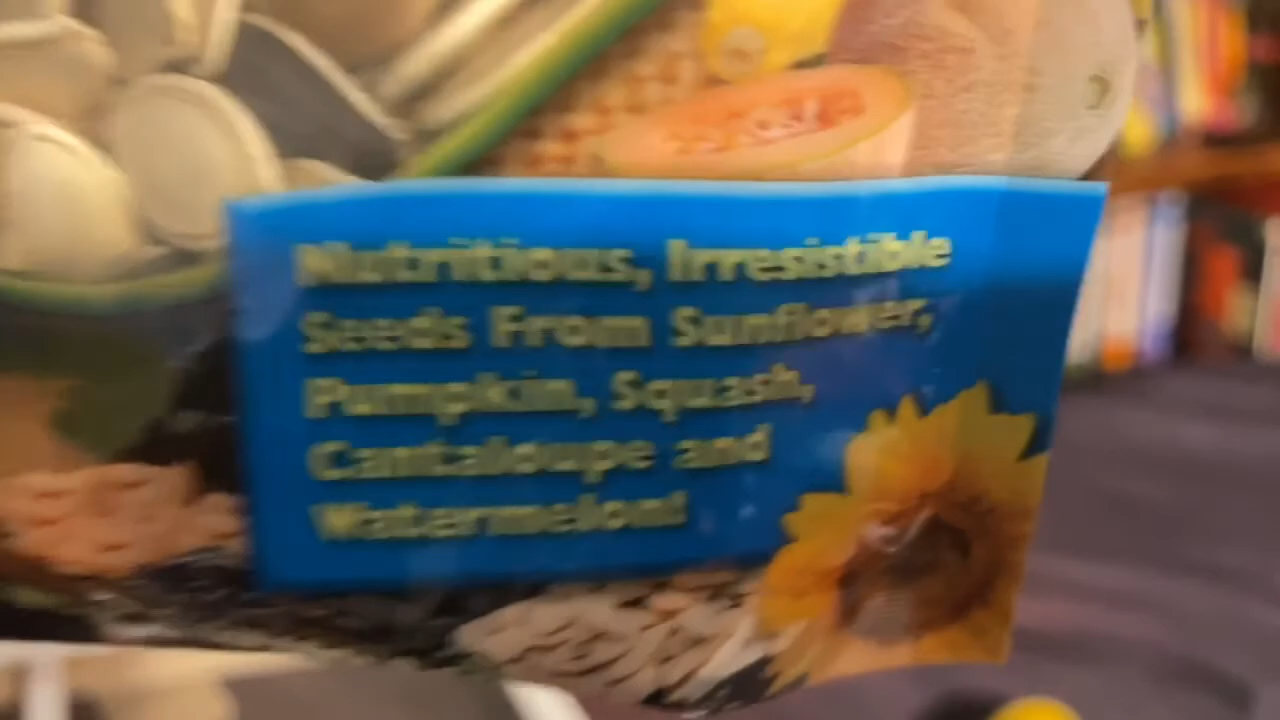 Nutritious, Irresistible
Seeds From Sunflower,
Pumpkin, Squash,
Cantaloupe and
Watermelon!